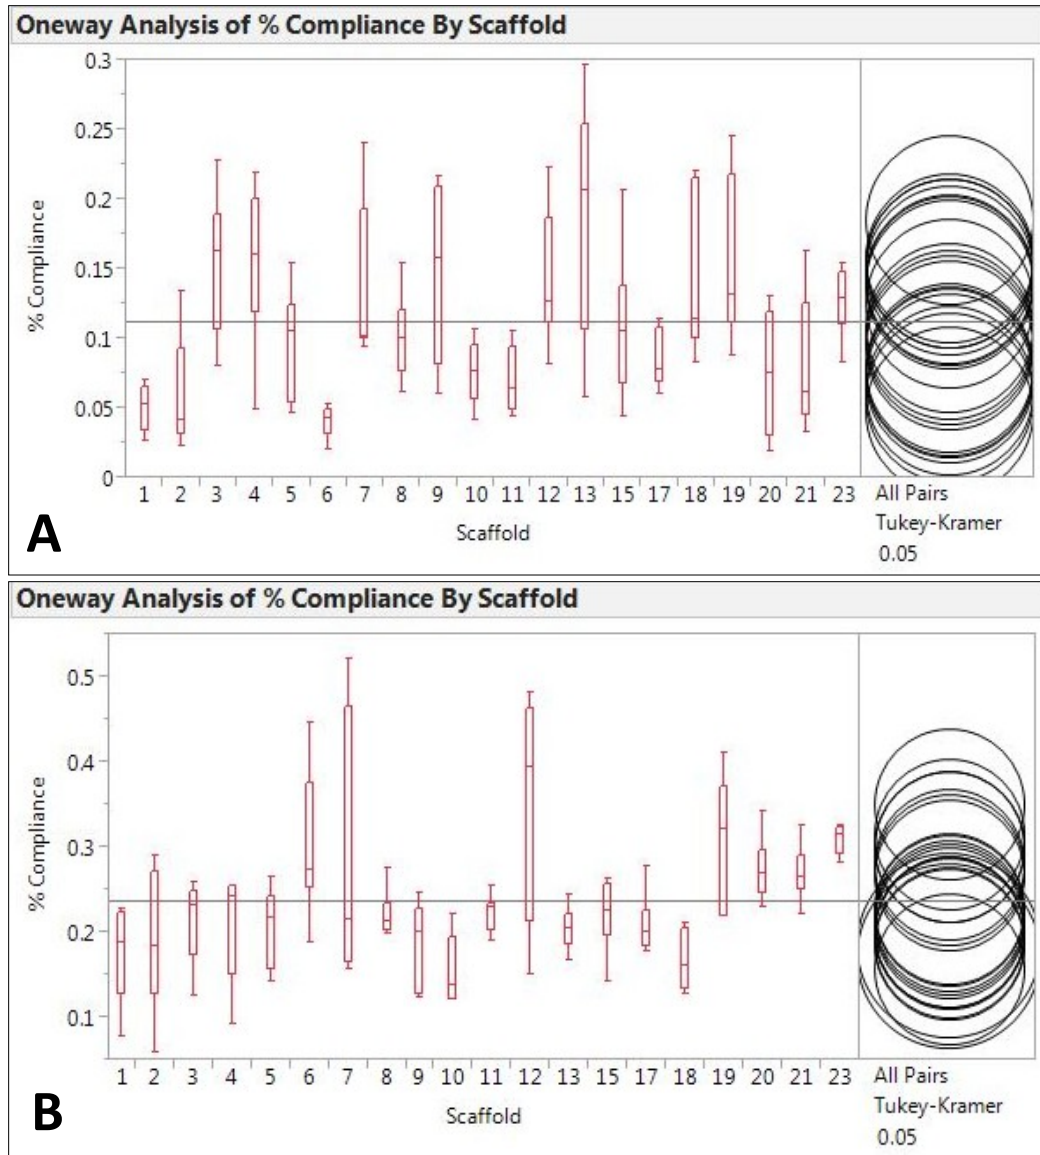 Oneway Analysis of % Compliance By Scaffold
0.3
0.25
0.2
0.15
0.1
0.05
0
% Compliance
1 2 3 4 5 6 7 8 9 10 11 12 13 15 17 18 19 20 21 23
Scaffold
All Pairs
Tukey-Kramer
0.05
A
Oneway Analysis of % Compliance By Scaffold
0.5
0.4
0.3
0.2
0.1
% Compliance
1 2 3 4 5 6 7 8 9 10 11 12 13 15 17 18 19 20 21 23
Scaffold
All Pairs
Tukey-Kramer
0.05
B